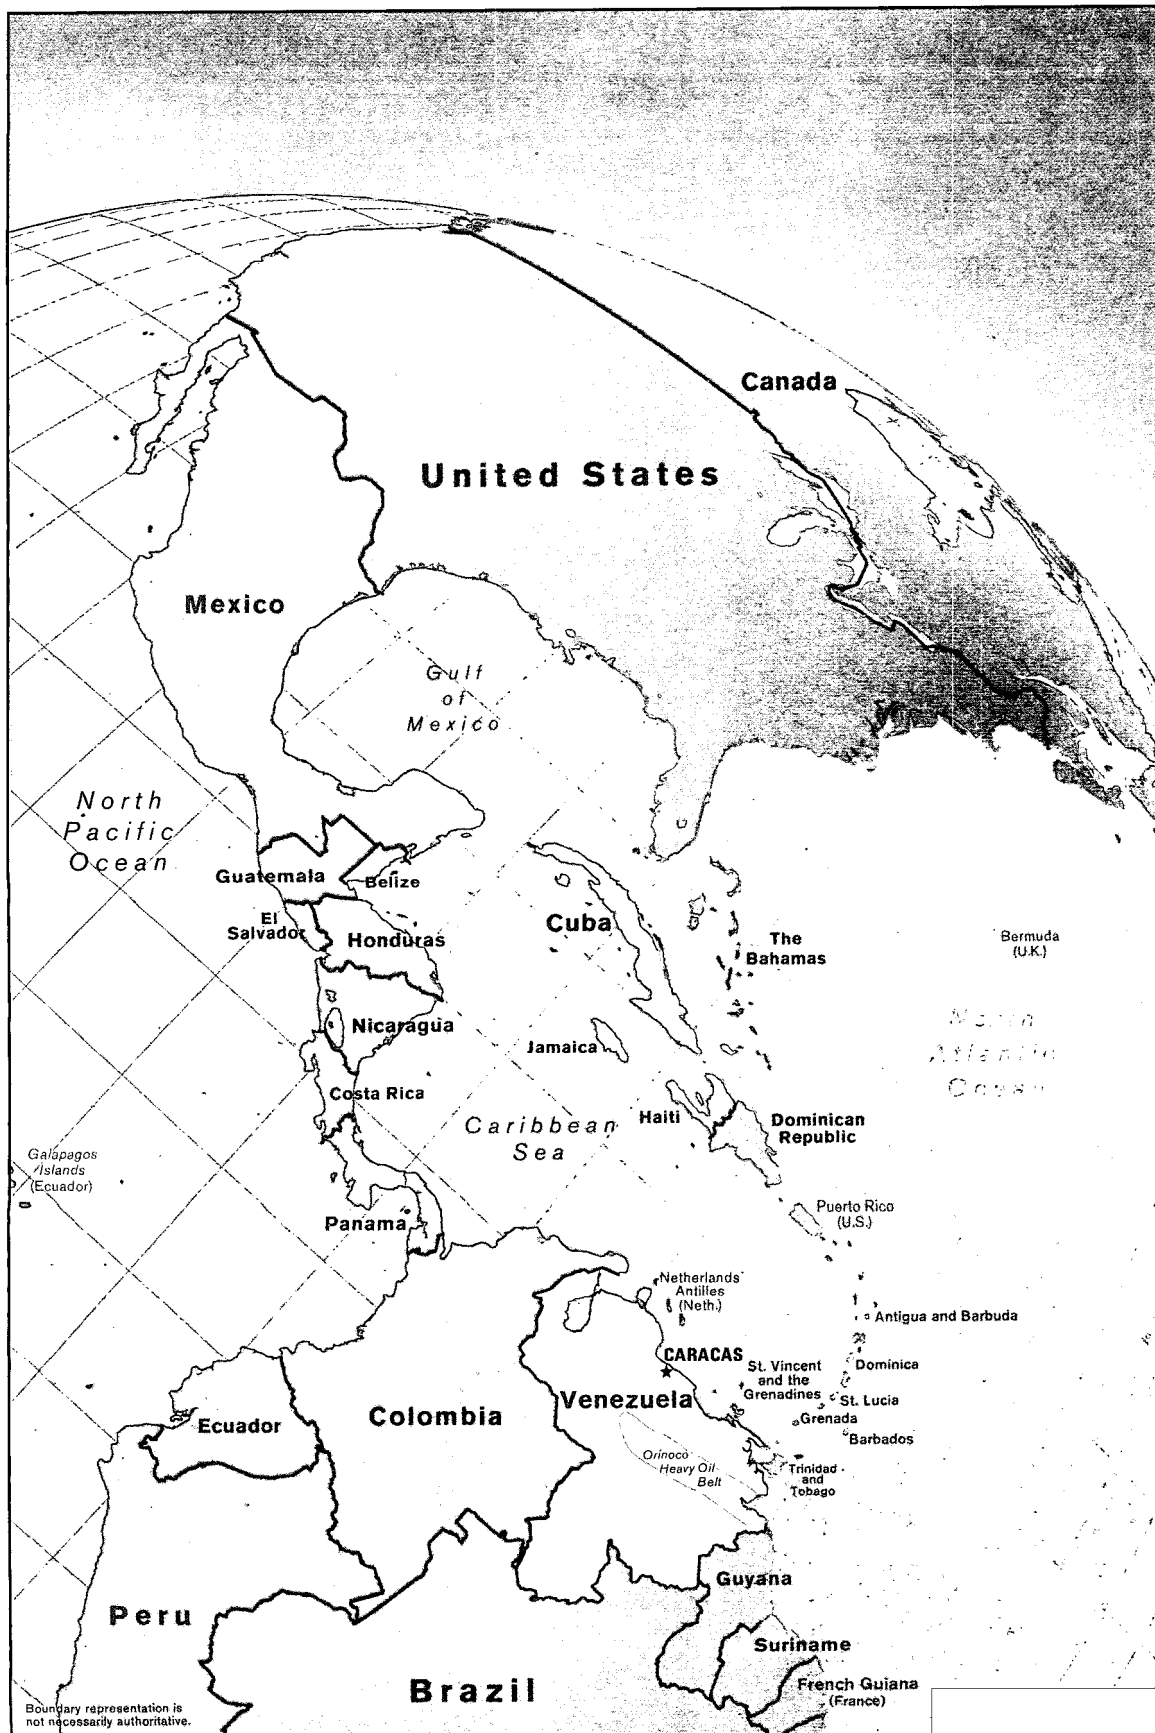 Canada
United States
Mexico
Gulf
of
Mexico
North
Pacific
Ocean
Guatemala
Belize
El
Salvador
Honduras
Cuba
The
Bahamas
Bermuda
(U.K.)
Nicaragua
Jamaica
North
Atlantic
Ocean
Costa Rica
Haiti
Dominican
Republic
Caribbean
Sea
Galapagos
Islands
(Ecuador)
Panama
Puerto Rico
(U.S.)
Netherlands
Antilles
(Neth.)
Antigua and Barbuda
CARACAS
Dominica
St. Vincent
and the
Grenadines
St. Lucia
Venezuela
Colombia
Grenada
Ecuador
Barbados
Orinoco
Heavy Oil
Belt
Trinidad
and
Tobago
Guyana
Peru
Suriname
Brazil
French Guiana
(France)
Boundary representation is
not necessarily authoritative.